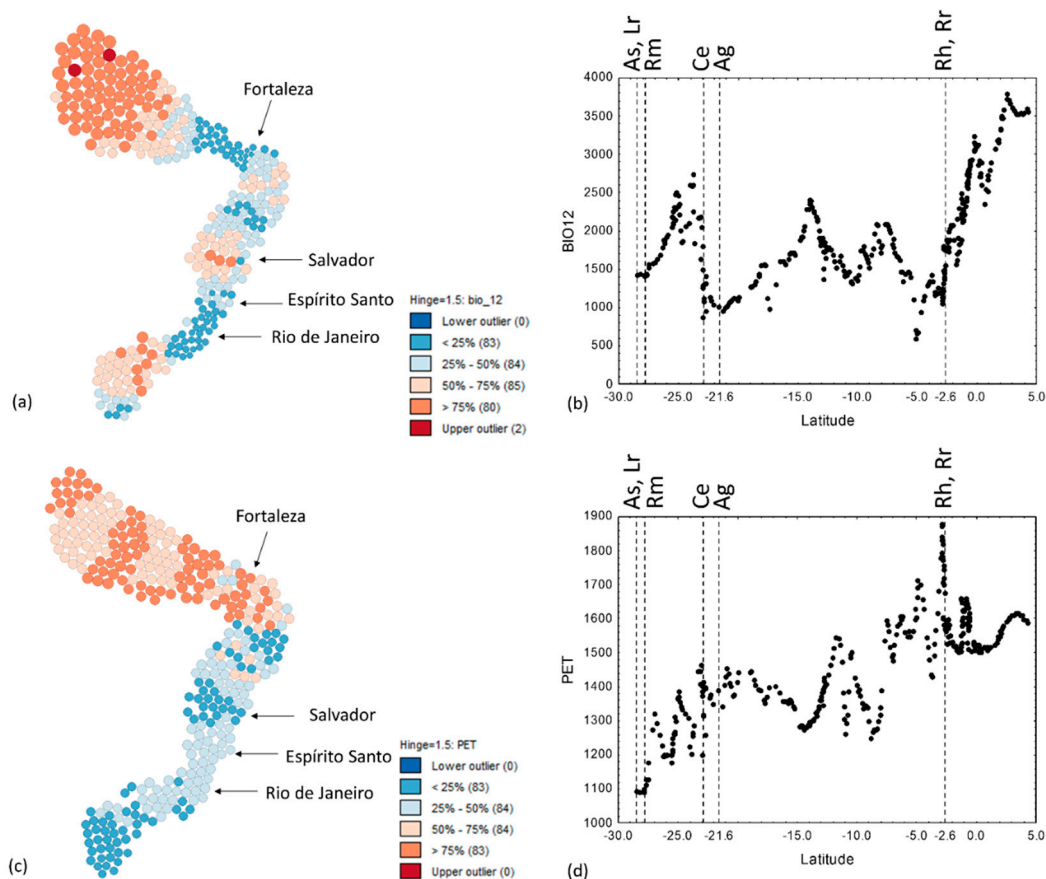 Fortaleza
Salvador
Espírito Santo
Rio de Janeiro
Hinge=1.5: bio_12
Lower outlier (0)
< 25% (83)
25% - 50% (84)
50% - 75% (85)
> 75% (80)
Upper outlier (2)
(a)
As, Lr
Rm
Ce
Ag
Rh, Rr
4000
3500
3000
2500
2000
1500
1000
500
0
BIO12
-30.0 -25.0 -21.6 -15.0 -10.0 -5.0 -2.6 0.0 5.0
Latitude
(b)
Fortaleza
Salvador
Espírito Santo
Rio de Janeiro
Hinge=1.5: PET
Lower outlier (0)
< 25% (83)
25% - 50% (84)
50% - 75% (84)
> 75% (83)
Upper outlier (0)
(c)
As, Lr
Rm
Ce
Ag
Rh, Rr
1900
1800
1700
1600
1500
1400
1300
1200
1100
1000
PET
-30.0 -25.0 -21.6 -15.0 -10.0 -5.0 -2.6 0.0 5.0
Latitude
(d)